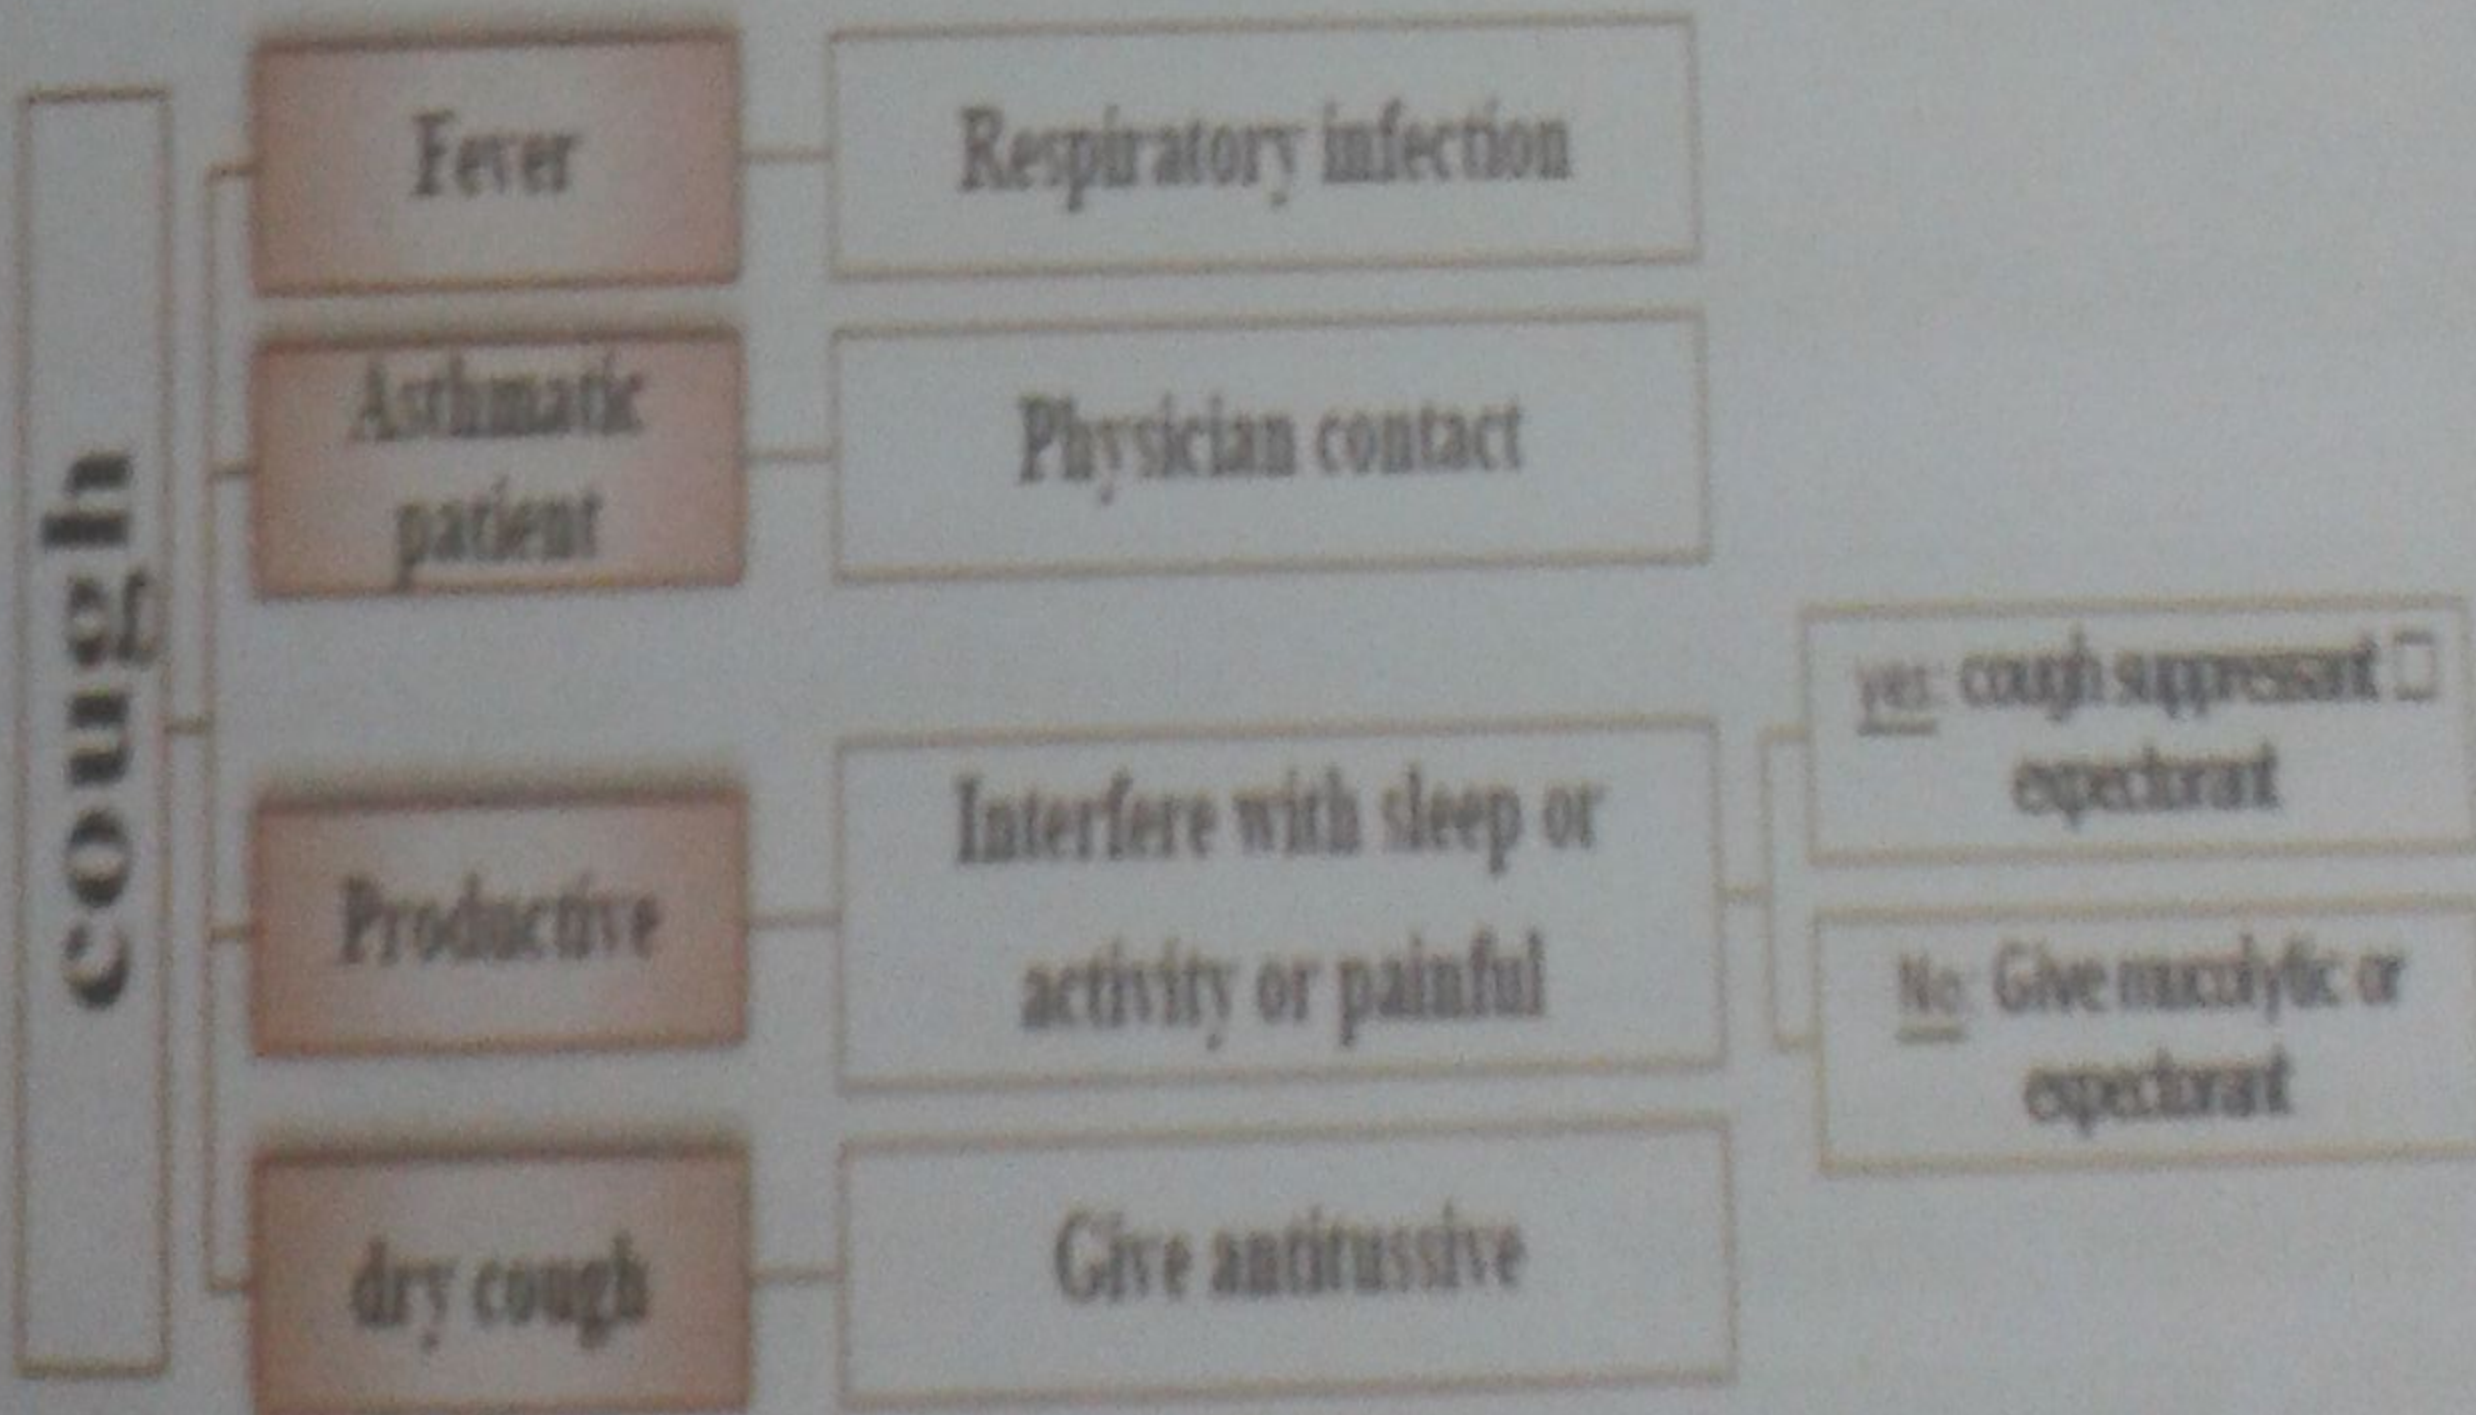 cough
Fever
Respiratory infection
Asthmatic
patient
Physician contact
Productive
Interfere with sleep or
activity or painful
yes: cough suppressant □
expectorant
No: Give mucolytic or
expectorant
dry cough
Give antitussive